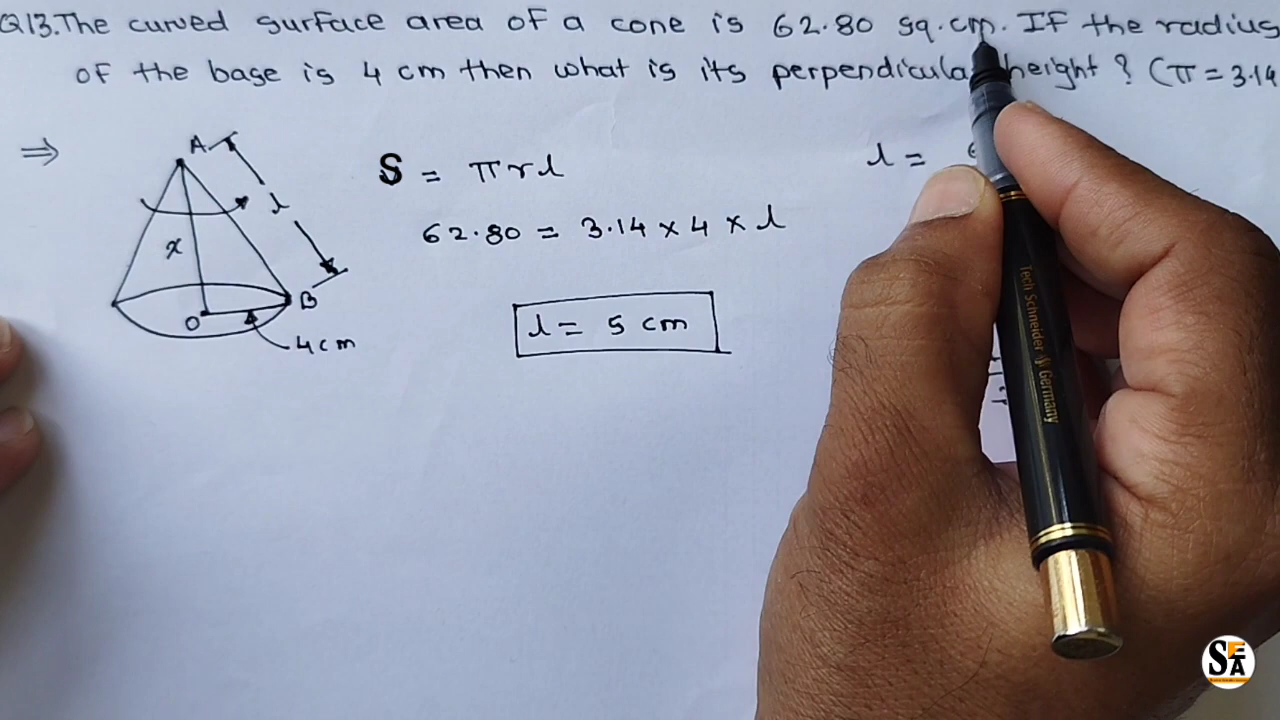 Q13. The curved surface area of a cone is 62.80 sq.cm. If the radius
of the base is 4 cm then what is its perpendicular height ? (π = 3.14
⇒
A
l
x
O
B
4 cm
S = π r l
62.80 = 3.14 × 4 × l
l = 5 cm
l =
Tech Schneider Germany
SEA